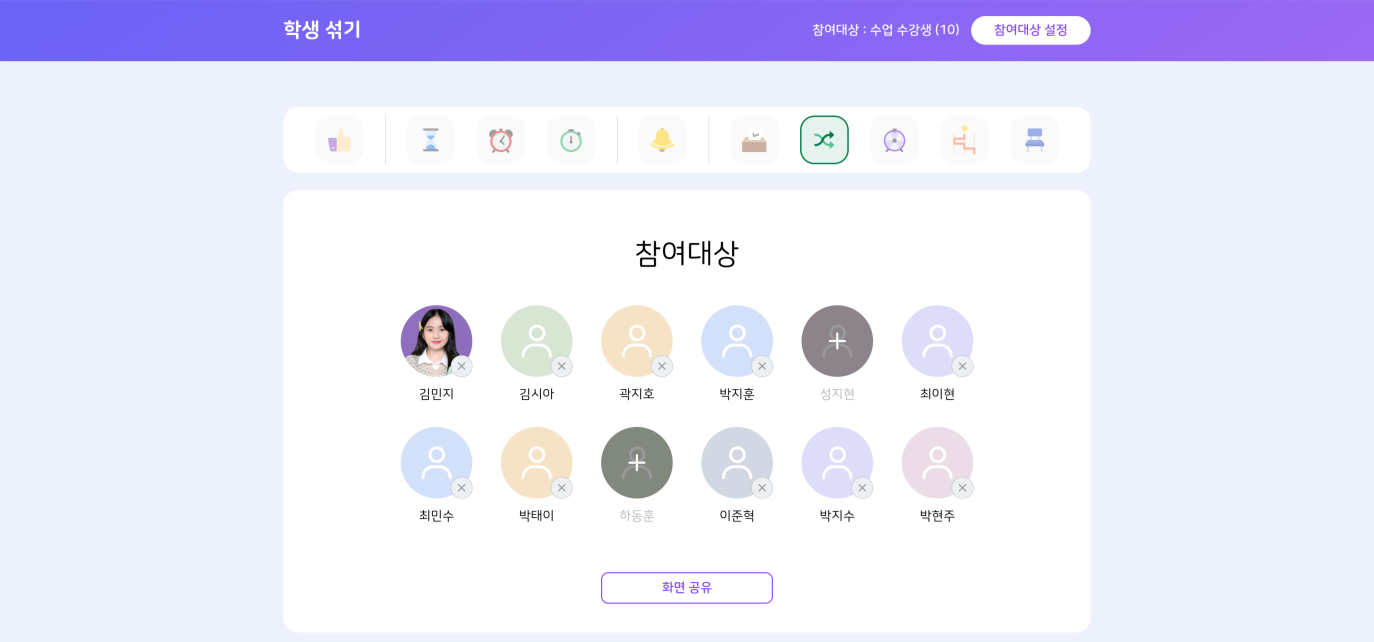 학생 섞기
참여대상 : 수업 수강생 (10)
참여대상 설정
참여대상
김민지
김시아
곽지호
박지훈
성지현
최이현
최민수
박태이
하동훈
이준혁
박지수
박현주
화면 공유